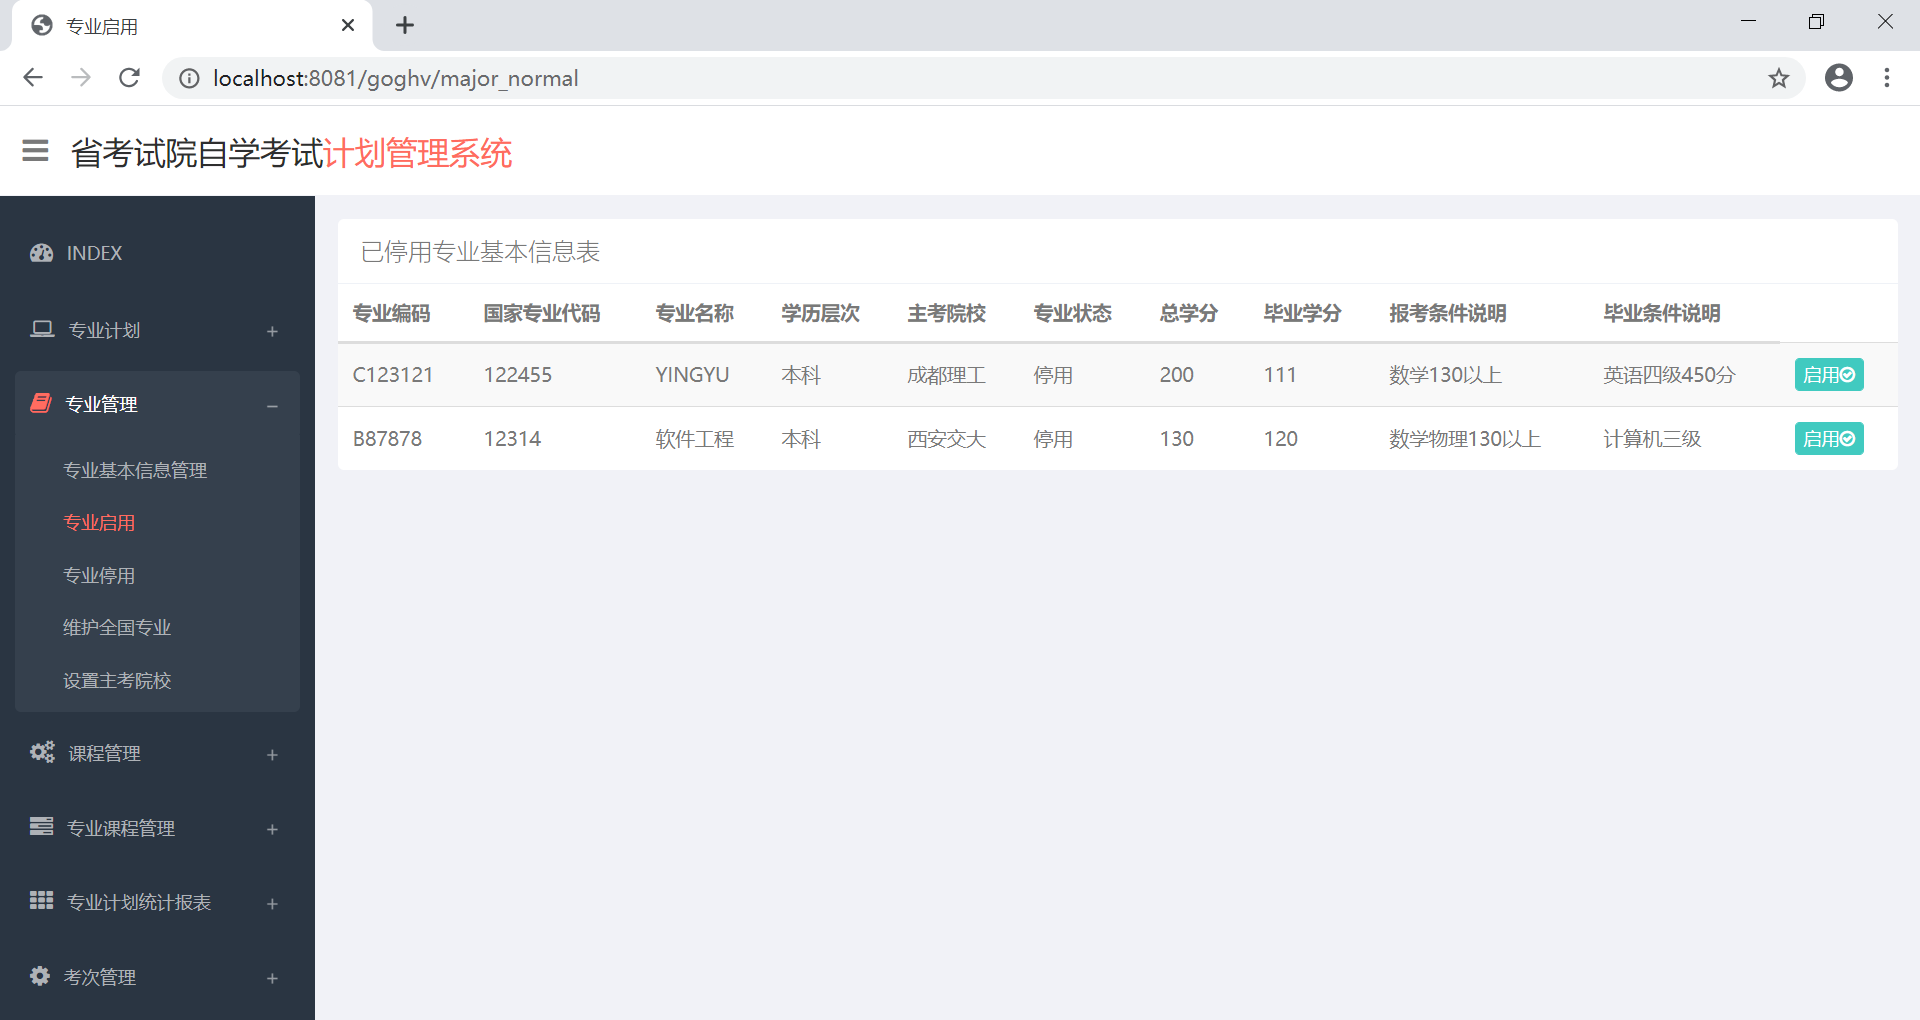 专业启用
localhost:8081/goghv/major_normal
省考试院自学考试计划管理系统
INDEX
专业计划 +
专业管理 −
专业基本信息管理
专业启用
专业停用
维护全国专业
设置主考院校
课程管理 +
专业课程管理 +
专业计划统计报表 +
考次管理 +
已停用专业基本信息表
专业编码 国家专业代码 专业名称 学历层次 主考院校 专业状态 总学分 毕业学分 报考条件说明 毕业条件说明
C123121 122455 YINGYU 本科 成都理工 停用 200 111 数学130以上 英语四级450分 启用
B87878 12314 软件工程 本科 西安交大 停用 130 120 数学物理130以上 计算机三级 启用